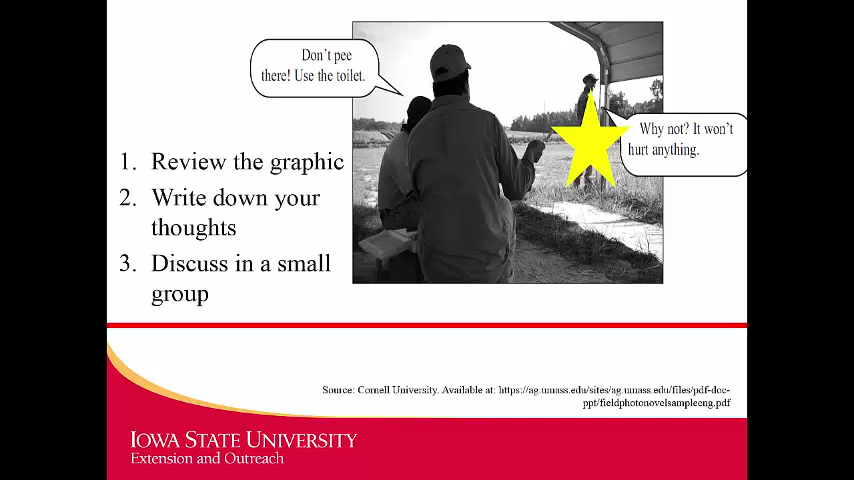 Don't pee
there! Use the toilet.
Why not? It won't
hurt anything.
1. Review the graphic
2. Write down your
thoughts
3. Discuss in a small
group
Source: Cornell University. Available at: https://ag.umass.edu/sites/ag.umass.edu/files/pdf-doc-
ppt/fieldphotonovelsampleeng.pdf
IOWA STATE UNIVERSITY
Extension and Outreach